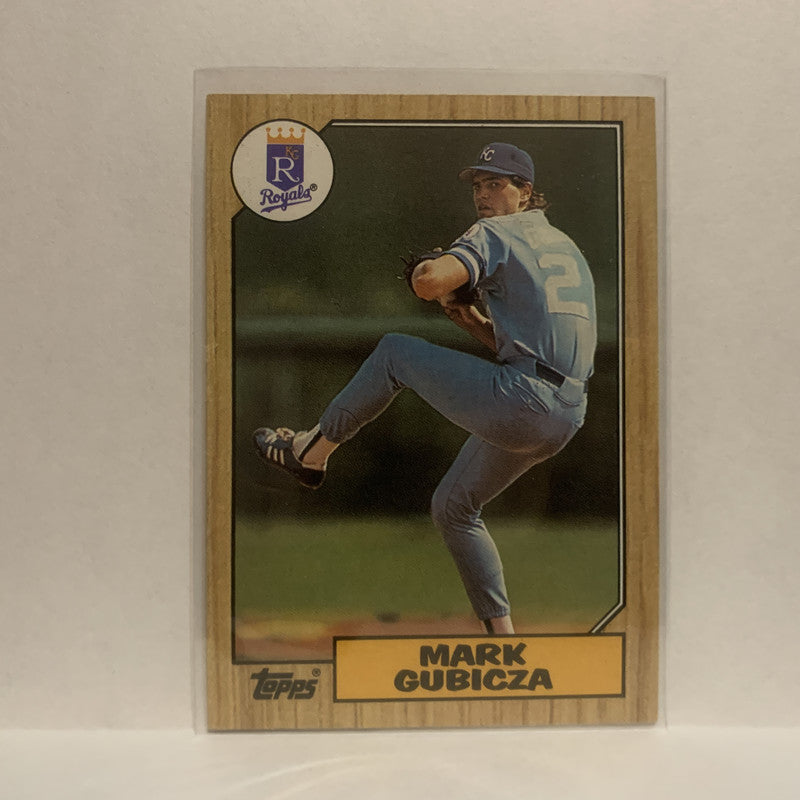 KC
R
Royals®
KC
2
topps®
MARK
GUBICZA